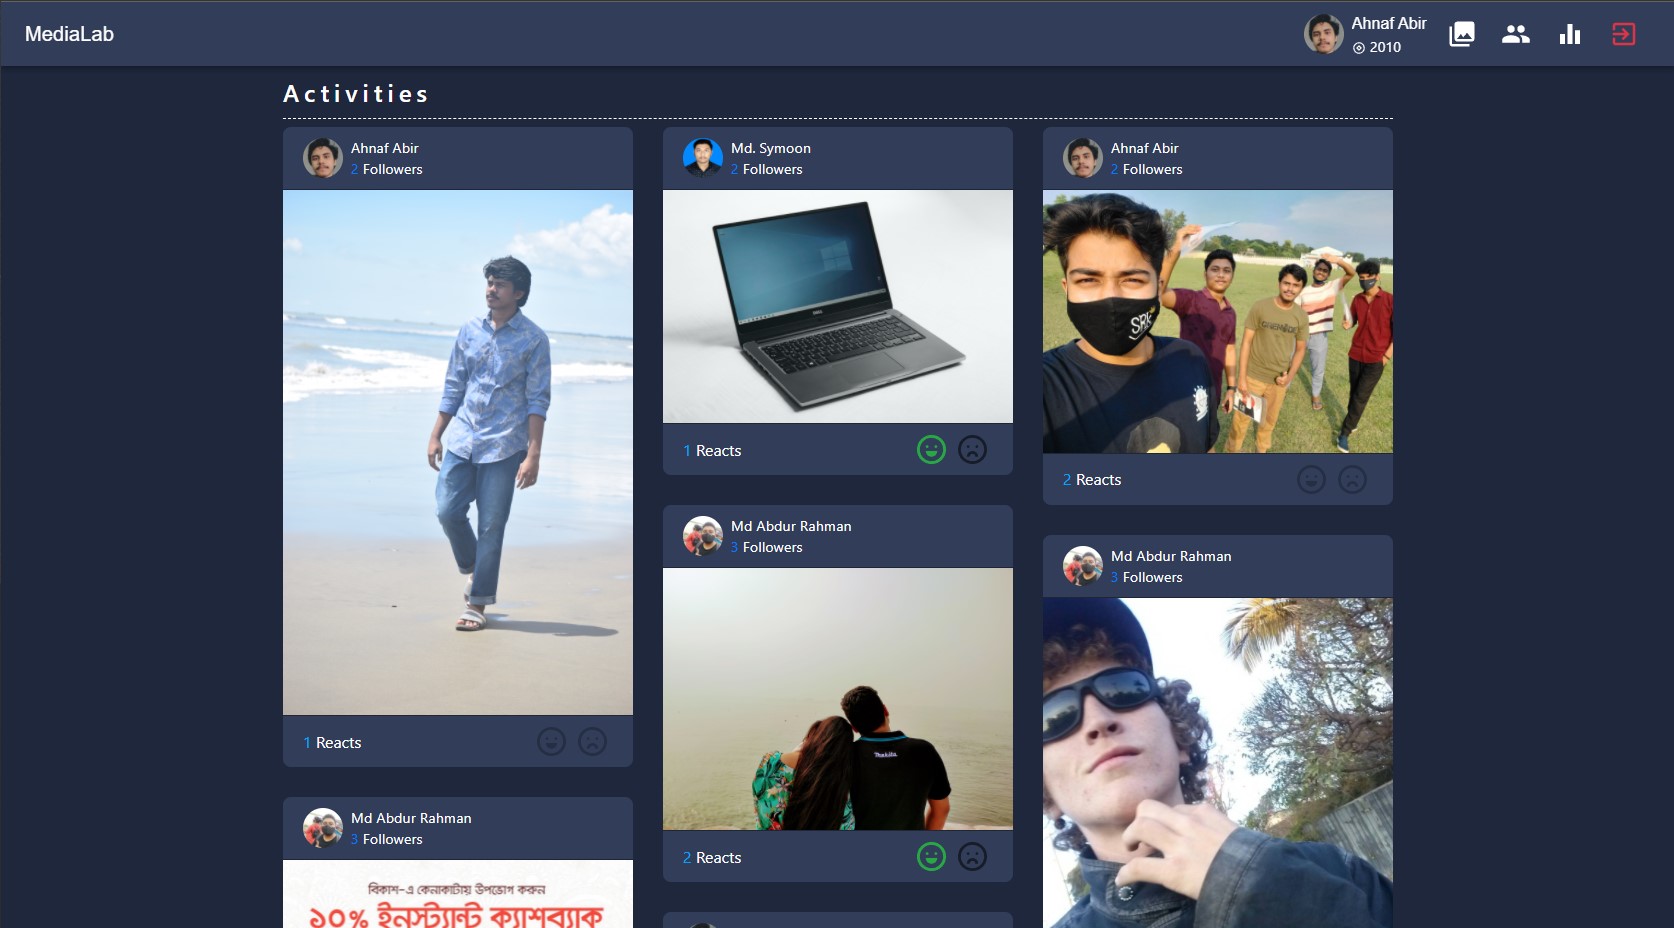 MediaLab
Ahnaf Abir
2010
Activities
Ahnaf Abir
2 Followers
1 Reacts
Md Abdur Rahman
3 Followers
বিকাশ-এ কেনাকাটায় উপভোগ করুন
১০% ইনস্ট্যান্ট ক্যাশব্যাক
Md. Symoon
2 Followers
DELL
1 Reacts
Md Abdur Rahman
3 Followers
2 Reacts
Ahnaf Abir
2 Followers
SRK
2 Reacts
Md Abdur Rahman
3 Followers